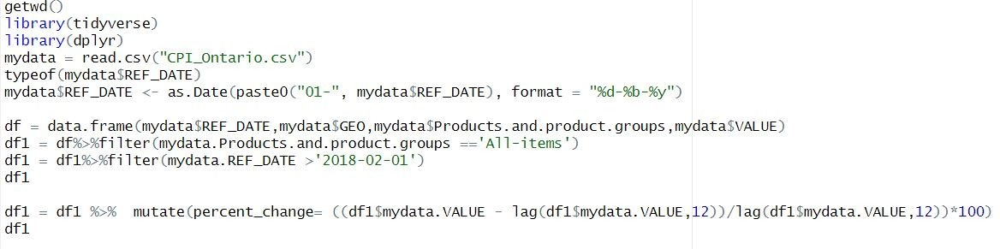 getwd()
library(tidyverse)
library(dplyr)
mydata = read.csv("CPI_Ontario.csv")
typeof(mydata$REF_DATE)
mydata$REF_DATE <- as.Date(paste0("01-", mydata$REF_DATE), format = "%d-%b-%y")
df = data.frame(mydata$REF_DATE,mydata$GEO,mydata$Products.and.product.groups,mydata$VALUE)
df1 = df%>%filter(mydata.Products.and.product.groups =='All-items')
df1 = df1%>%filter(mydata.REF_DATE >'2018-02-01')
df1
df1 = df1 %>%  mutate(percent_change= ((df1$mydata.VALUE - lag(df1$mydata.VALUE,12))/lag(df1$mydata.VALUE,12))*100)
df1